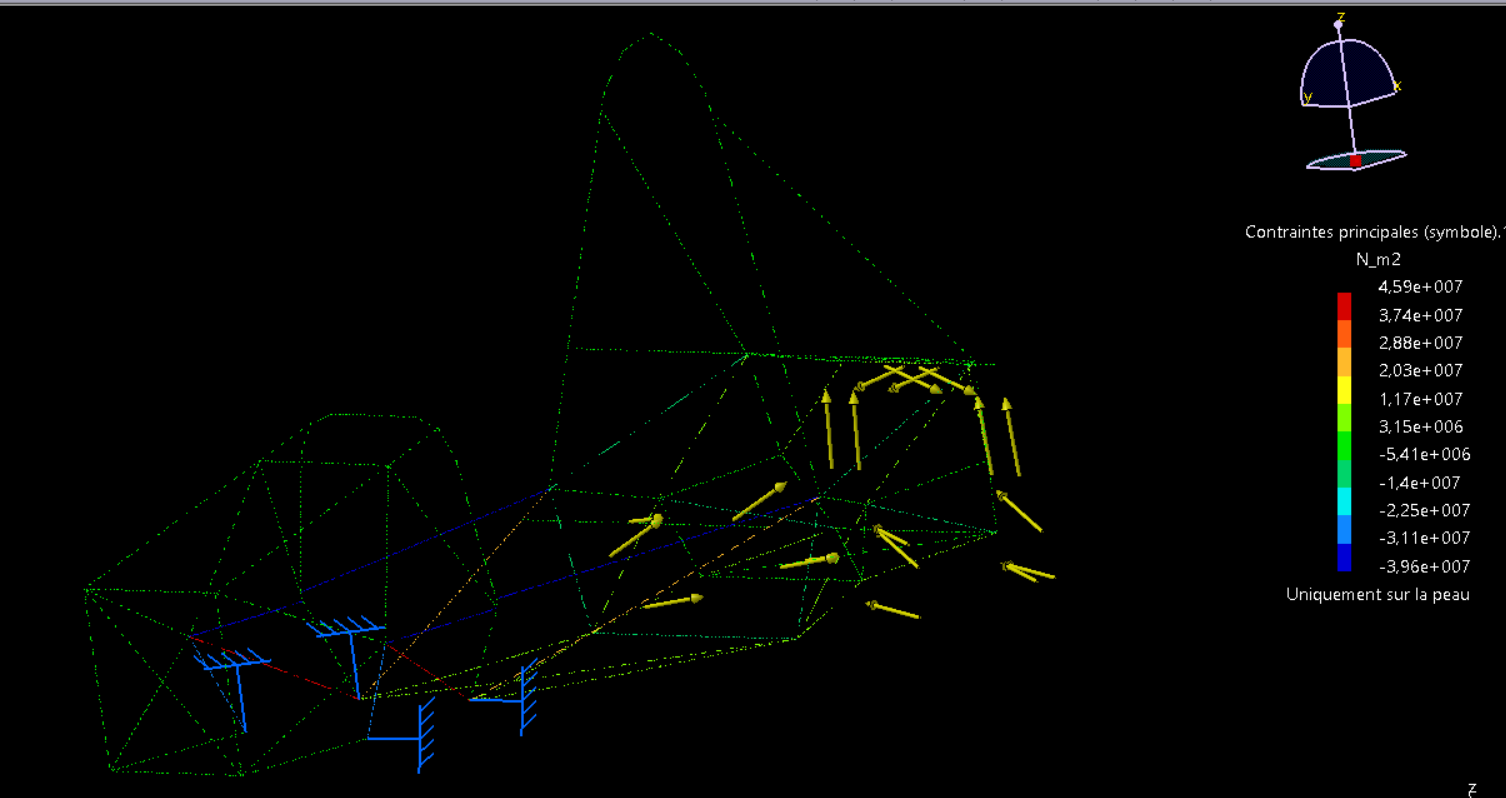 z
y
x
Contraintes principales (symbole).1
N_m2
4,59e+007
3,74e+007
2,88e+007
2,03e+007
1,17e+007
3,15e+006
-5,41e+006
-1,4e+007
-2,25e+007
-3,11e+007
-3,96e+007
Uniquement sur la peau
z